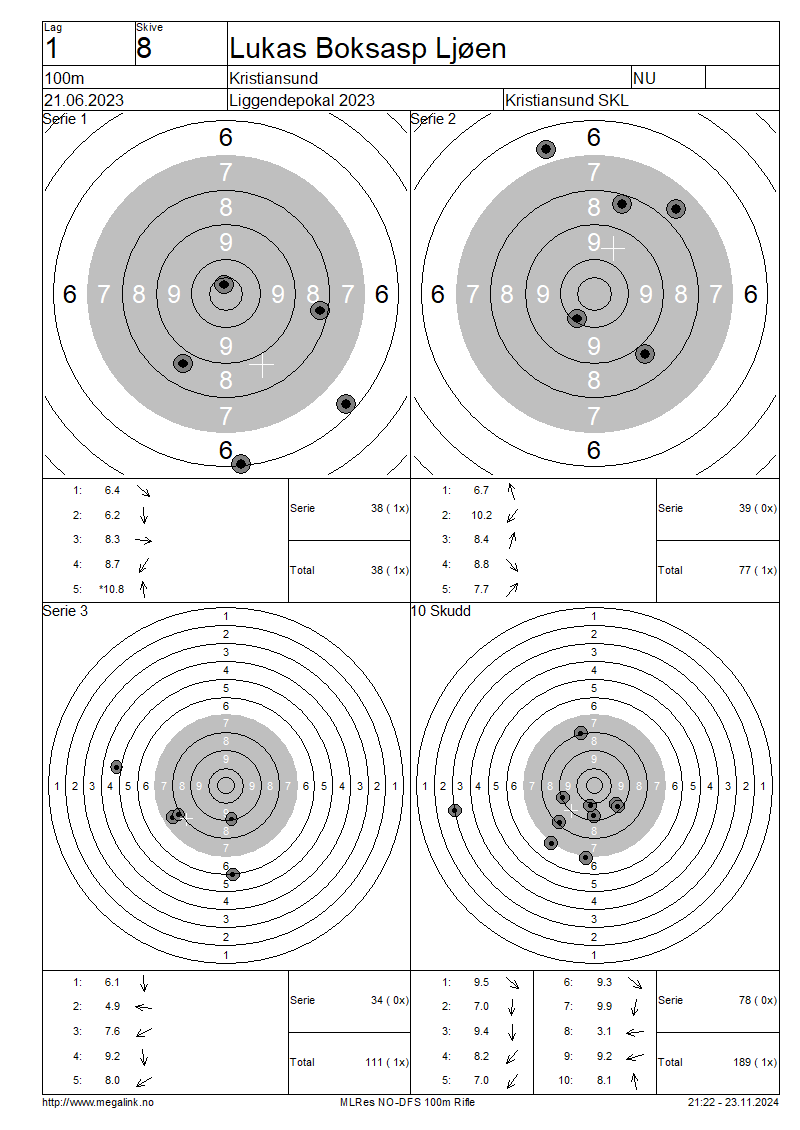 Lag Skive
1 8 Lukas Boksasp Ljøen
100m Kristiansund NU
21.06.2023 Liggendepokal 2023 Kristiansund SKL
Serie 1
6
7
8
9
6 7 8 9 9 8 7 6
9
8
7
6
Serie 2
6
7
8
9
6 7 8 9 9 8 7 6
9
8
7
6
1: 6.4
2: 6.2
3: 8.3
4: 8.7
5: *10.8
Serie 38 ( 1x)
Total 38 ( 1x)
1: 6.7
2: 10.2
3: 8.4
4: 8.8
5: 7.7
Serie 39 ( 0x)
Total 77 ( 1x)
Serie 3
1
2
3
4
5
6
7
8
9
1 2 3 4 5 6 7 8 9 9 8 7 6 5 4 3 2 1
9
8
7
6
5
4
3
2
1
10 Skudd
1
2
3
4
5
6
7
8
9
1 2 3 4 5 6 7 8 9 9 8 7 6 5 4 3 2 1
9
8
7
6
5
4
3
2
1
1: 6.1
2: 4.9
3: 7.6
4: 9.2
5: 8.0
Serie 34 ( 0x)
Total 111 ( 1x)
1: 9.5 6: 9.3
2: 7.0 7: 9.9
3: 9.4 8: 3.1
4: 8.2 9: 9.2
5: 7.0 10: 8.1
Serie 78 ( 0x)
Total 189 ( 1x)
http://www.megalink.no MLRes NO-DFS 100m Rifle 21:22 - 23.11.2024